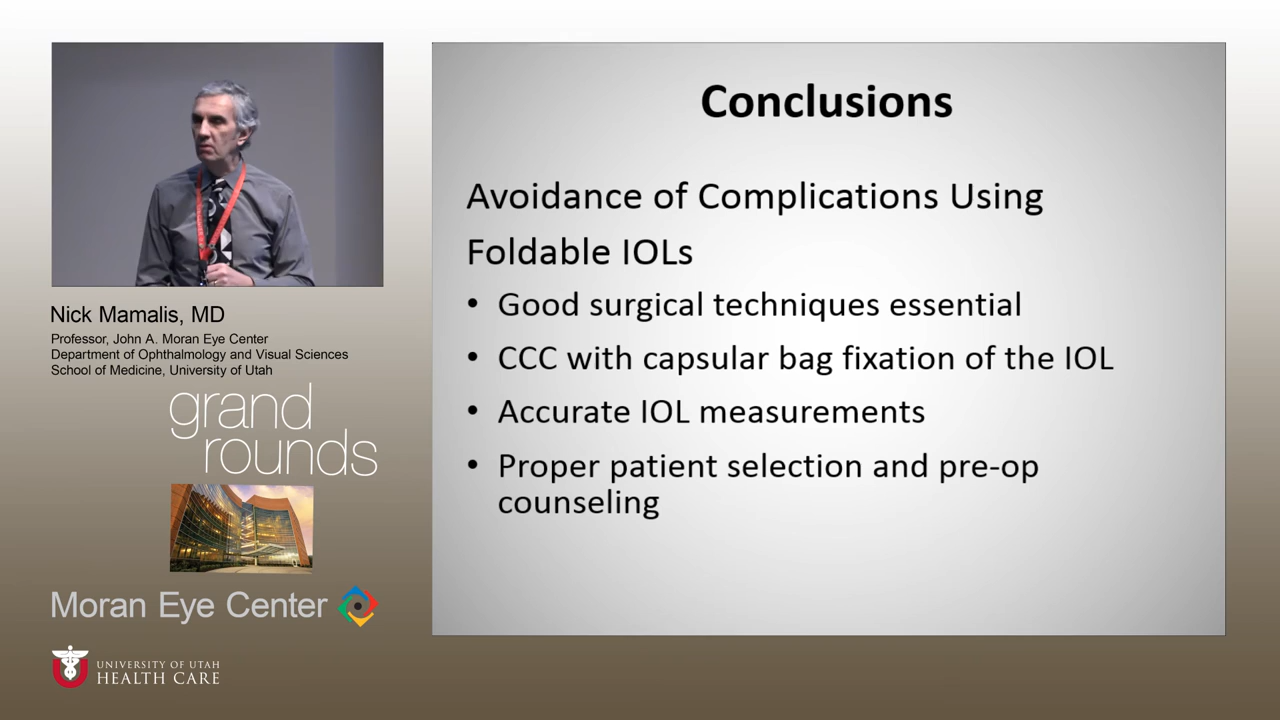 Nick Mamalis, MD
Professor, John A. Moran Eye Center
Department of Ophthalmology and Visual Sciences
School of Medicine, University of Utah
grand
rounds
Moran Eye Center
U
UNIVERSITY OF UTAH
HEALTH CARE
Conclusions
Avoidance of Complications Using
Foldable IOLs
• Good surgical techniques essential
• CCC with capsular bag fixation of the IOL
• Accurate IOL measurements
• Proper patient selection and pre-op
counseling